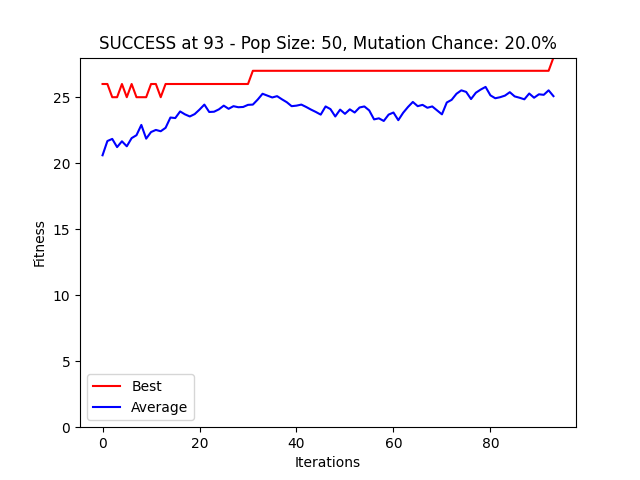 SUCCESS at 93 - Pop Size: 50, Mutation Chance: 20.0%
25
20
15
10
5
0
Fitness
Best
Average
0 20 40 60 80
Iterations